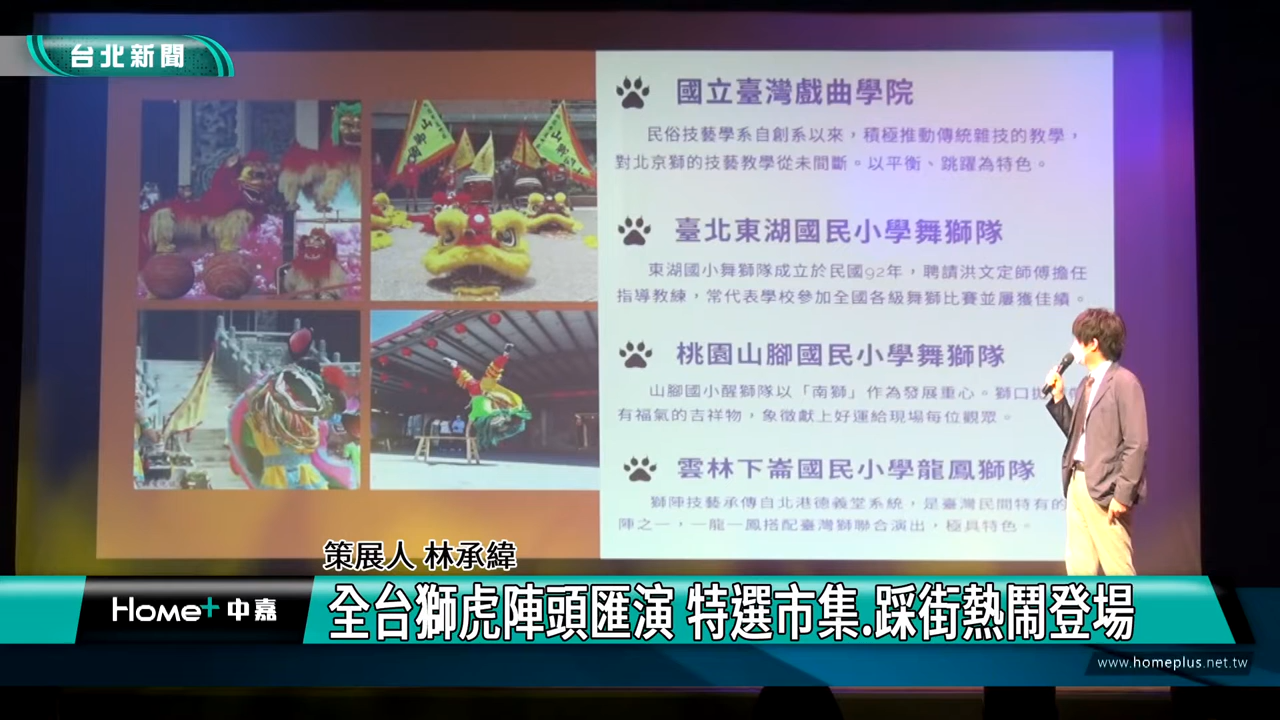 台北新聞
國立臺灣戲曲學院
民俗技藝學系自創系以來，積極推動傳統雜技的教學，
對北京獅的技藝教學從未間斷。以平衡、跳躍為特色。
臺北東湖國民小學舞獅隊
東湖國小舞獅隊成立於民國92年，聘請洪文定師傅擔任
指導教練，常代表學校參加全國各級舞獅比賽並屢獲佳績。
桃園山腳國民小學舞獅隊
山腳國小醒獅隊以「南獅」作為發展重心。獅口拋
有福氣的吉祥物，象徵獻上好運給現場每位觀眾。
雲林下崙國民小學龍鳳獅隊
獅陣技藝承傳自北港德義堂系統，是臺灣民間特有的
陣之一，一龍一鳳搭配臺灣獅聯合演出，極具特色。
策展人 林承緯
Home+ 中嘉
全台獅虎陣頭匯演 特選市集.踩街熱鬧登場
www.homeplus.net.tw